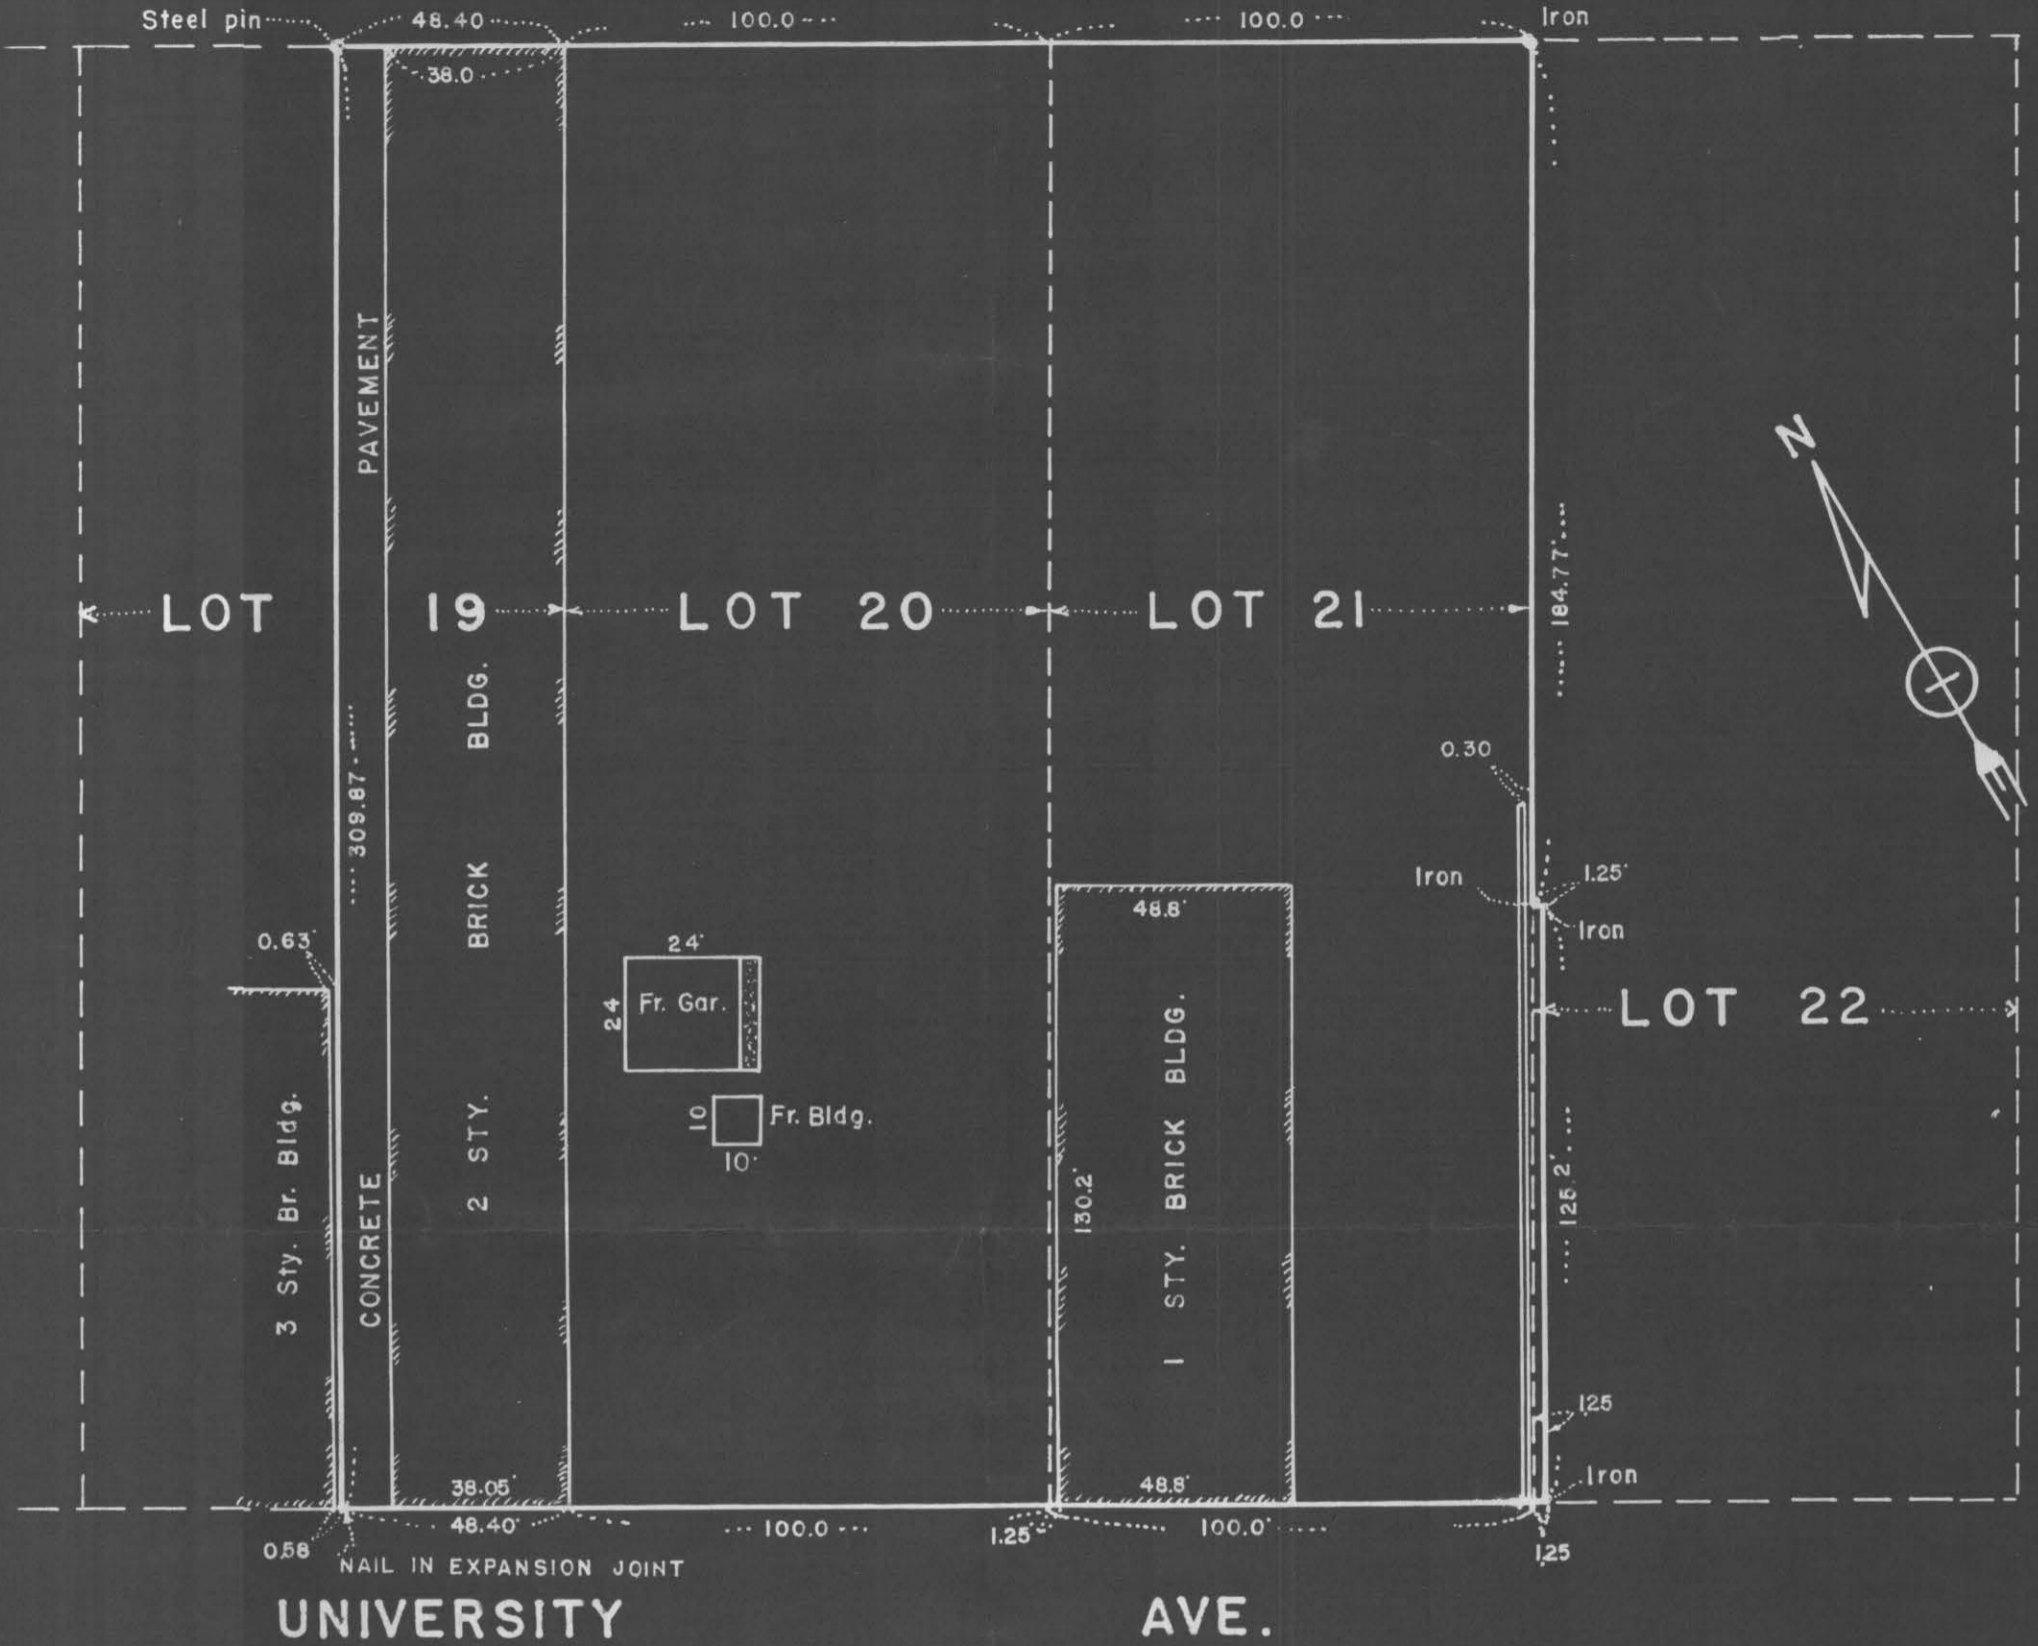 Steel pin 48.40 100.0 100.0 Iron
38.0
N
PAVEMENT
184.77'
LOT 19 LOT 20 LOT 21
2 STY. BRICK BLDG.
309.87
0.30
Iron 1.25'
48.8'
Iron
0.63'
24'
24
Fr. Gar.
LOT 22
10
Fr. Bldg.
10'
3 Sty. Br. Bldg.
CONCRETE
130.2'
1 STY. BRICK BLDG.
125.2'
1.25
38.05'
48.8'
Iron
48.40' 100.0 1.25' 100.0'
0.58
1.25
NAIL IN EXPANSION JOINT
UNIVERSITY AVE.